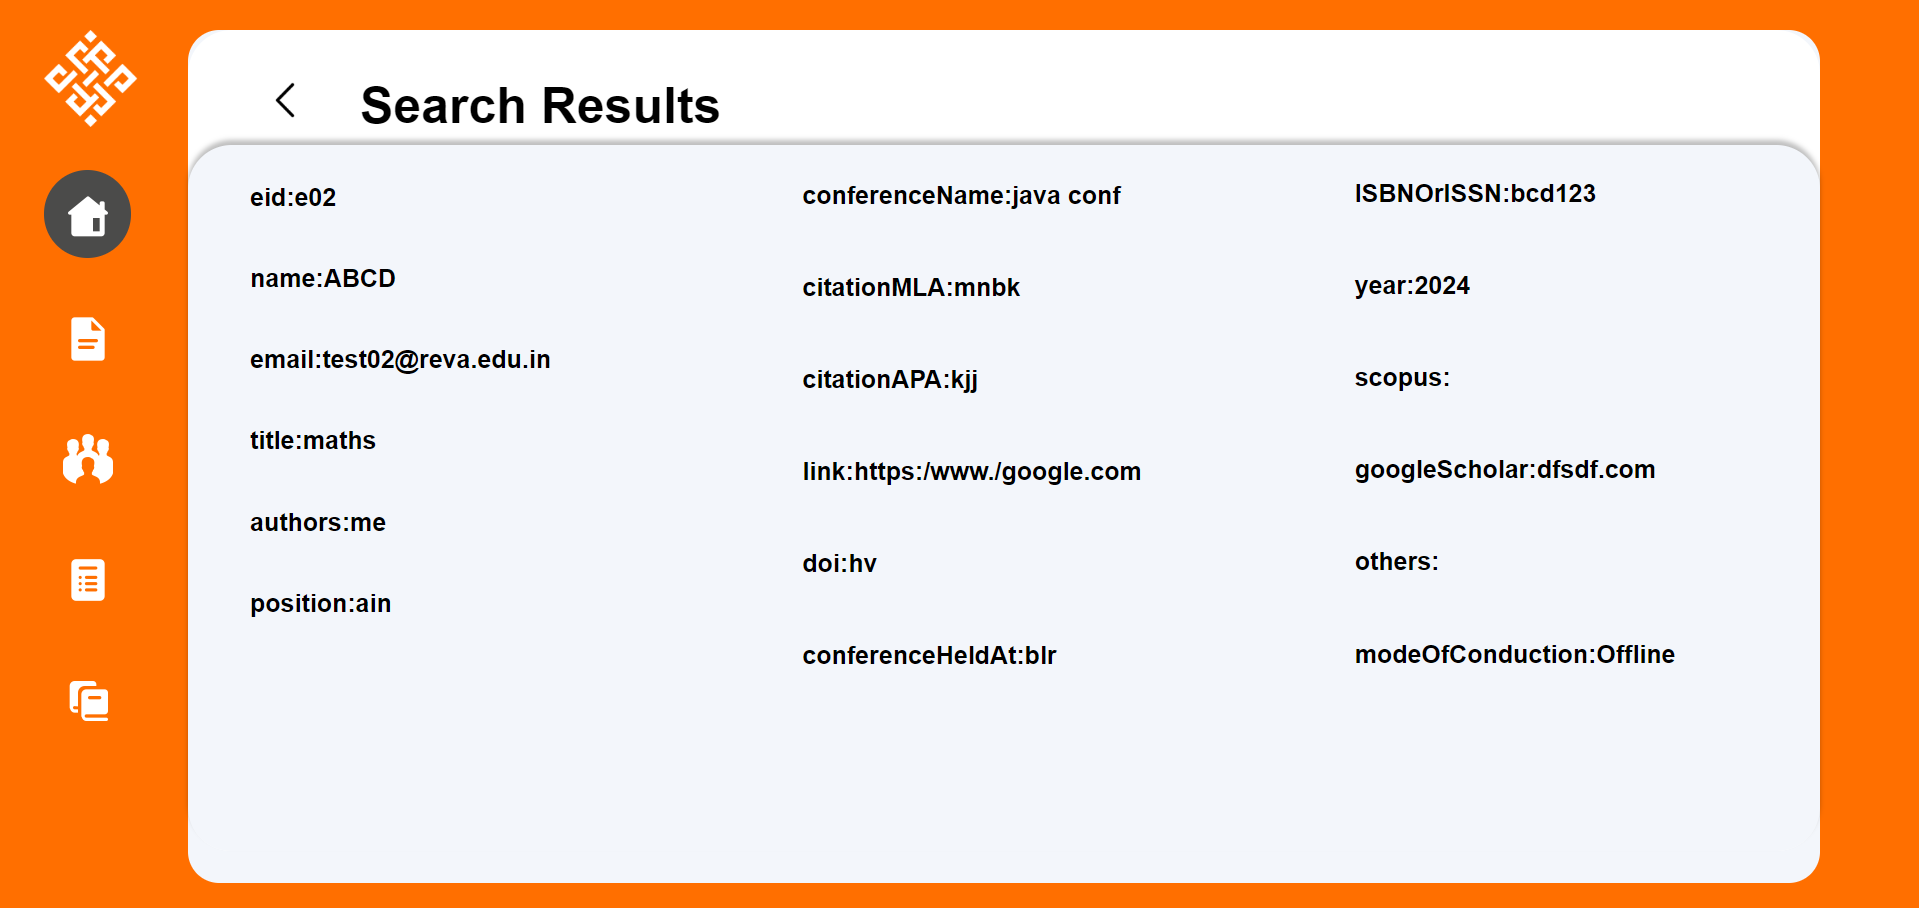 Search Results
eid:e02
name:ABCD
email:test02@reva.edu.in
title:maths
authors:me
position:ain
conferenceName:java conf
citationMLA:mnbk
citationAPA:kjj
link:https:/www./google.com
doi:hv
conferenceHeldAt:blr
ISBNOrISSN:bcd123
year:2024
scopus:
googleScholar:dfsdf.com
others:
modeOfConduction:Offline